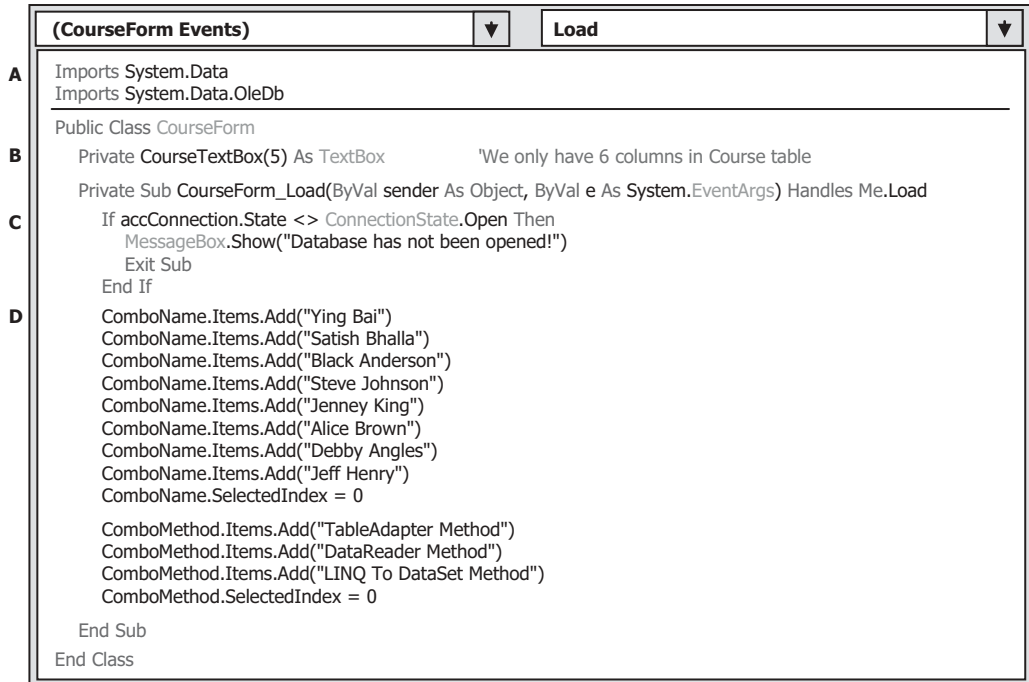 (CourseForm Events) Load
A Imports System.Data
Imports System.Data.OleDb
Public Class CourseForm
B Private CourseTextBox(5) As TextBox 'We only have 6 columns in Course table
Private Sub CourseForm_Load(ByVal sender As Object, ByVal e As System.EventArgs) Handles Me.Load
C If accConnection.State <> ConnectionState.Open Then
MessageBox.Show("Database has not been opened!")
Exit Sub
End If
D ComboName.Items.Add("Ying Bai")
ComboName.Items.Add("Satish Bhalla")
ComboName.Items.Add("Black Anderson")
ComboName.Items.Add("Steve Johnson")
ComboName.Items.Add("Jenney King")
ComboName.Items.Add("Alice Brown")
ComboName.Items.Add("Debby Angles")
ComboName.Items.Add("Jeff Henry")
ComboName.SelectedIndex = 0
ComboMethod.Items.Add("TableAdapter Method")
ComboMethod.Items.Add("DataReader Method")
ComboMethod.Items.Add("LINQ To DataSet Method")
ComboMethod.SelectedIndex = 0
End Sub
End Class